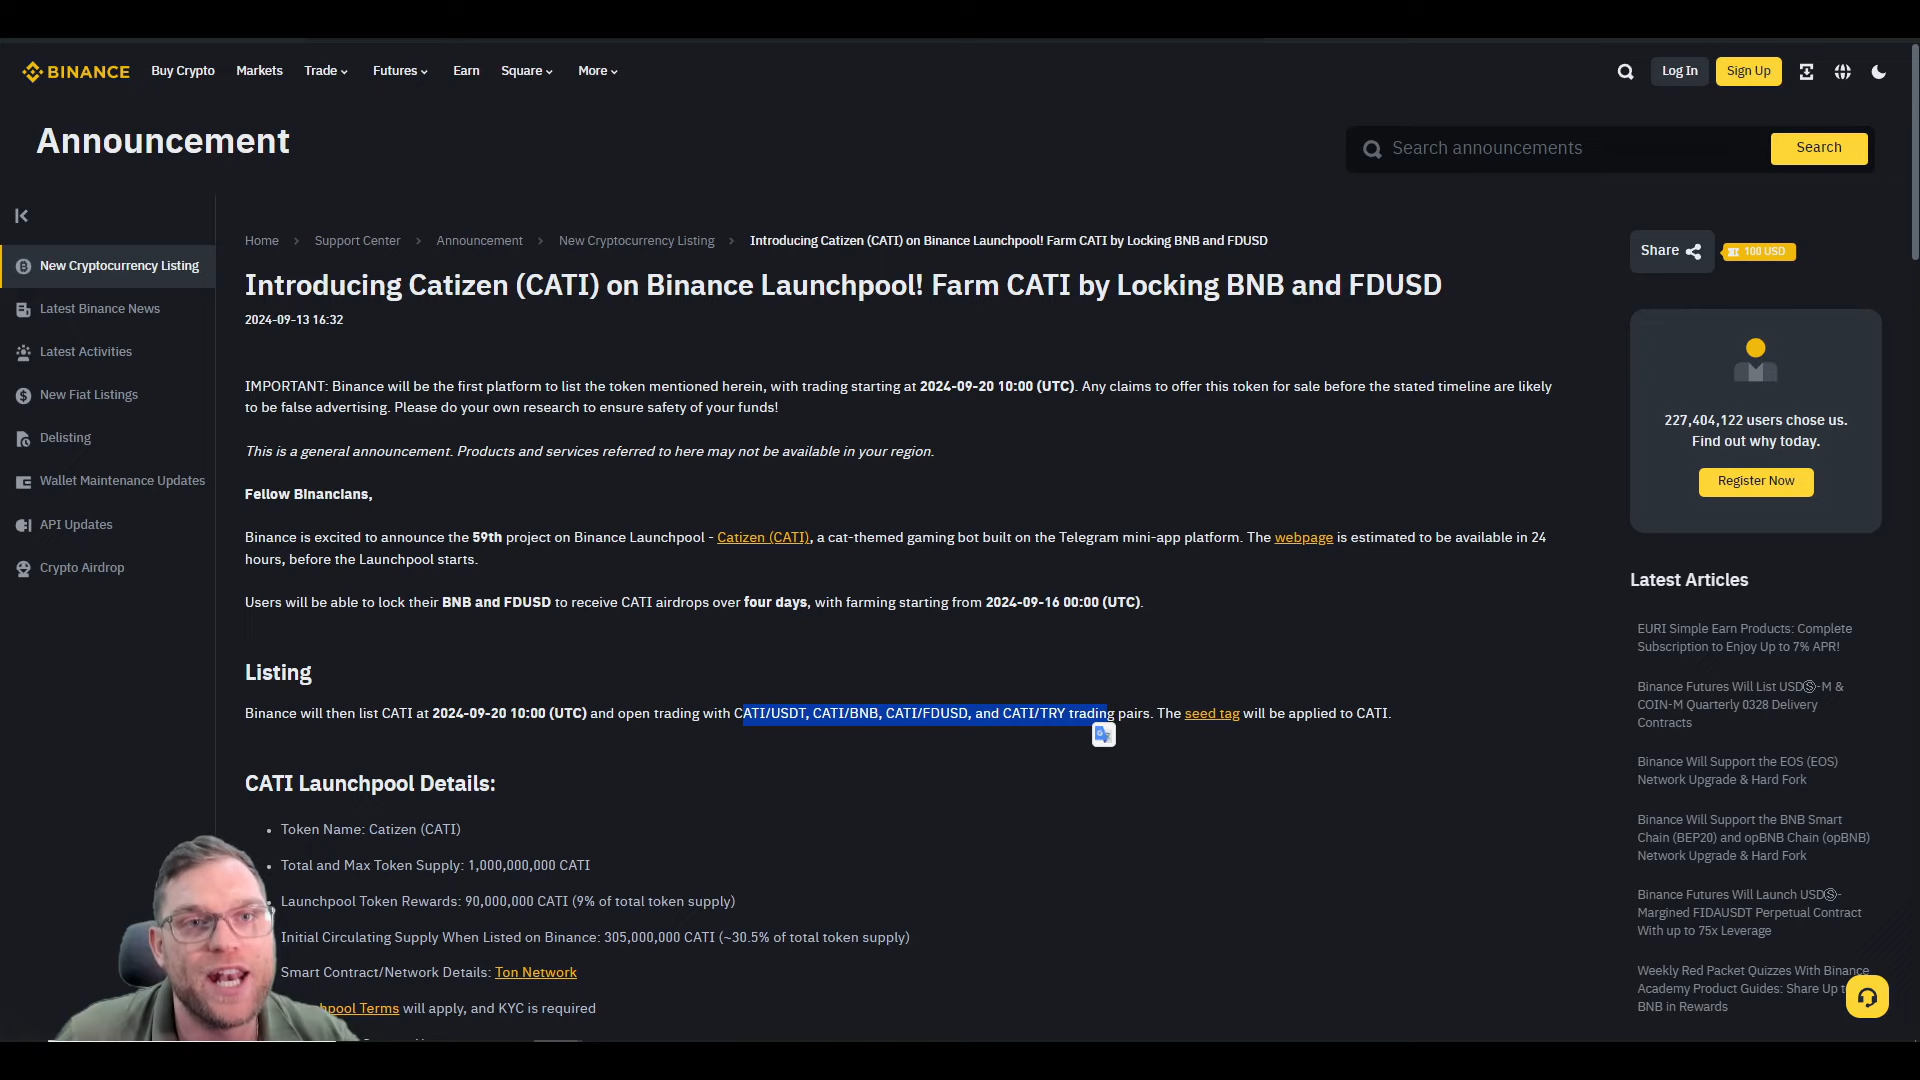 BINANCE
Buy Crypto
Markets
Trade
Futures
Earn
Square
More
Log In
Sign Up
Announcement
Search announcements
Search
New Cryptocurrency Listing
Latest Binance News
Latest Activities
New Fiat Listings
Delisting
Wallet Maintenance Updates
API Updates
Crypto Airdrop
Home > Support Center > Announcement > New Cryptocurrency Listing > Introducing Catizen (CATI) on Binance Launchpool! Farm CATI by Locking BNB and FDUSD
Introducing Catizen (CATI) on Binance Launchpool! Farm CATI by Locking BNB and FDUSD
2024-09-13 16:32
IMPORTANT: Binance will be the first platform to list the token mentioned herein, with trading starting at 2024-09-20 10:00 (UTC). Any claims to offer this token for sale before the stated timeline are likely
to be false advertising. Please do your own research to ensure safety of your funds!
This is a general announcement. Products and services referred to here may not be available in your region.
Fellow Binancians,
Binance is excited to announce the 59th project on Binance Launchpool - Catizen (CATI), a cat-themed gaming bot built on the Telegram mini-app platform. The webpage is estimated to be available in 24
hours, before the Launchpool starts.
Users will be able to lock their BNB and FDUSD to receive CATI airdrops over four days, with farming starting from 2024-09-16 00:00 (UTC).
Listing
Binance will then list CATI at 2024-09-20 10:00 (UTC) and open trading with CATI/USDT, CATI/BNB, CATI/FDUSD, and CATI/TRY trading pairs. The seed tag will be applied to CATI.
CATI Launchpool Details:
Token Name: Catizen (CATI)
Total and Max Token Supply: 1,000,000,000 CATI
Launchpool Token Rewards: 90,000,000 CATI (9% of total token supply)
Initial Circulating Supply When Listed on Binance: 305,000,000 CATI (~30.5% of total token supply)
Smart Contract/Network Details: Ton Network
hpool Terms will apply, and KYC is required
Share
100 USD
227,404,122 users chose us.
Find out why today.
Register Now
Latest Articles
EURI Simple Earn Products: Complete
Subscription to Enjoy Up to 7% APR!
Binance Futures Will List USDⓈ-M &
COIN-M Quarterly 0328 Delivery
Contracts
Binance Will Support the EOS (EOS)
Network Upgrade & Hard Fork
Binance Will Support the BNB Smart
Chain (BEP20) and opBNB Chain (opBNB)
Network Upgrade & Hard Fork
Binance Futures Will Launch USDⓈ-
Margined FIDAUSDT Perpetual Contract
With up to 75x Leverage
Weekly Red Packet Quizzes With Binance
Academy Product Guides: Share Up
BNB in Rewards